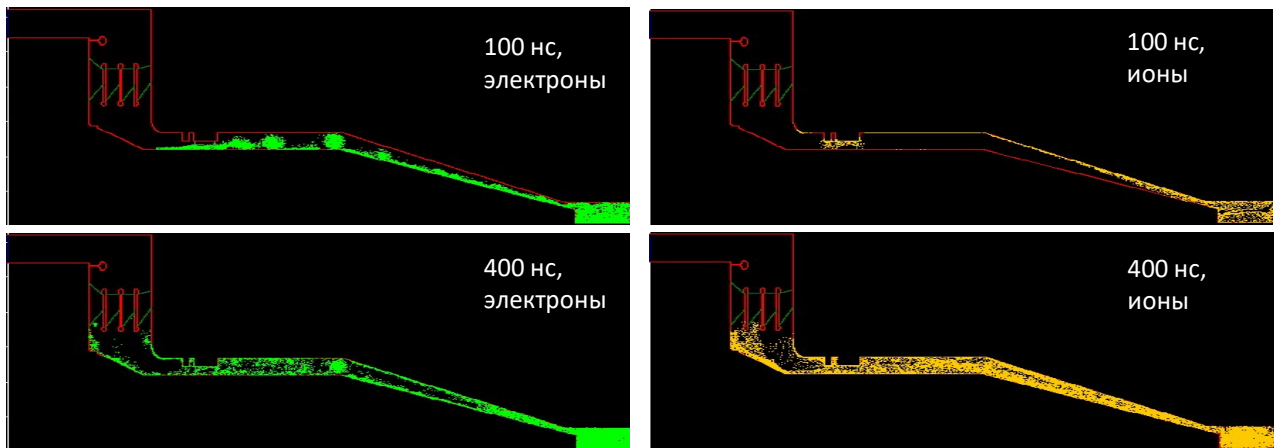 100 нс,
электроны
100 нс,
ионы
400 нс,
электроны
400 нс,
ионы